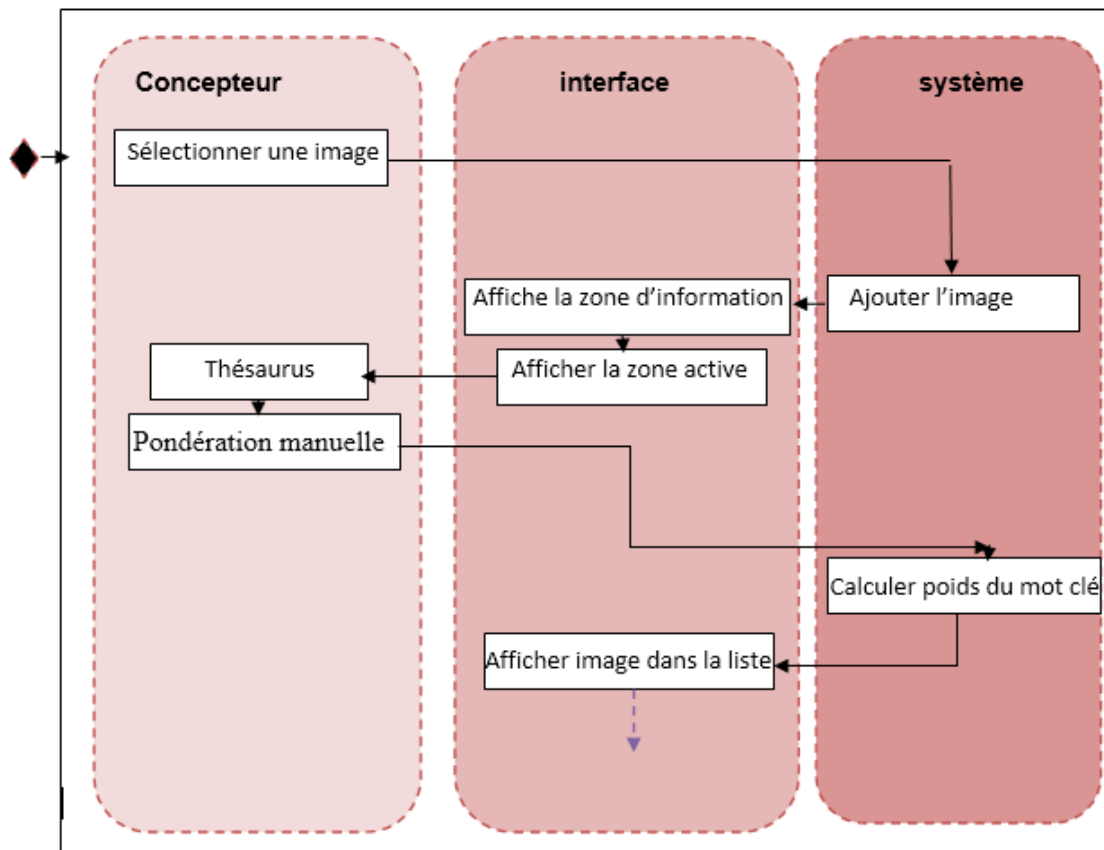 Concepteur
interface
système
Sélectionner une image
Affiche la zone d’information
Ajouter l’image
Thésaurus
Afficher la zone active
Pondération manuelle
Calculer poids du mot clé
Afficher image dans la liste